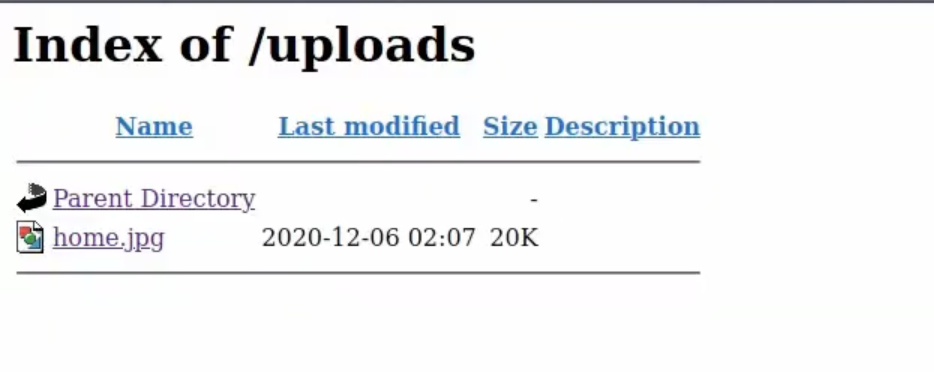 Index of /uploads
Name Last modified Size Description
Parent Directory -
home.jpg 2020-12-06 02:07 20K